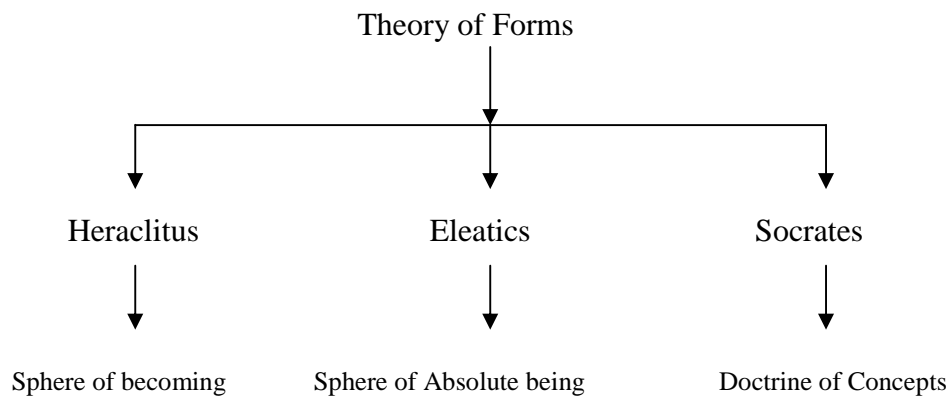 Theory of Forms
Heraclitus Eleatics Socrates
Sphere of becoming Sphere of Absolute being Doctrine of Concepts